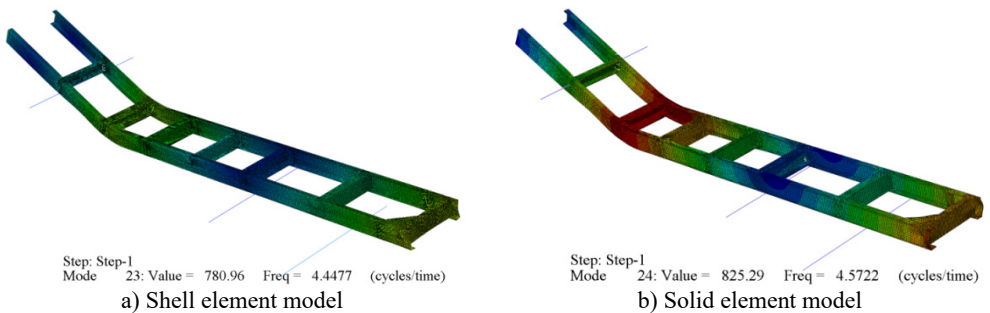 Step: Step-1
Mode 23: Value = 780.96 Freq = 4.4477 (cycles/time)
a) Shell element model
Step: Step-1
Mode 24: Value = 825.29 Freq = 4.5722 (cycles/time)
b) Solid element model